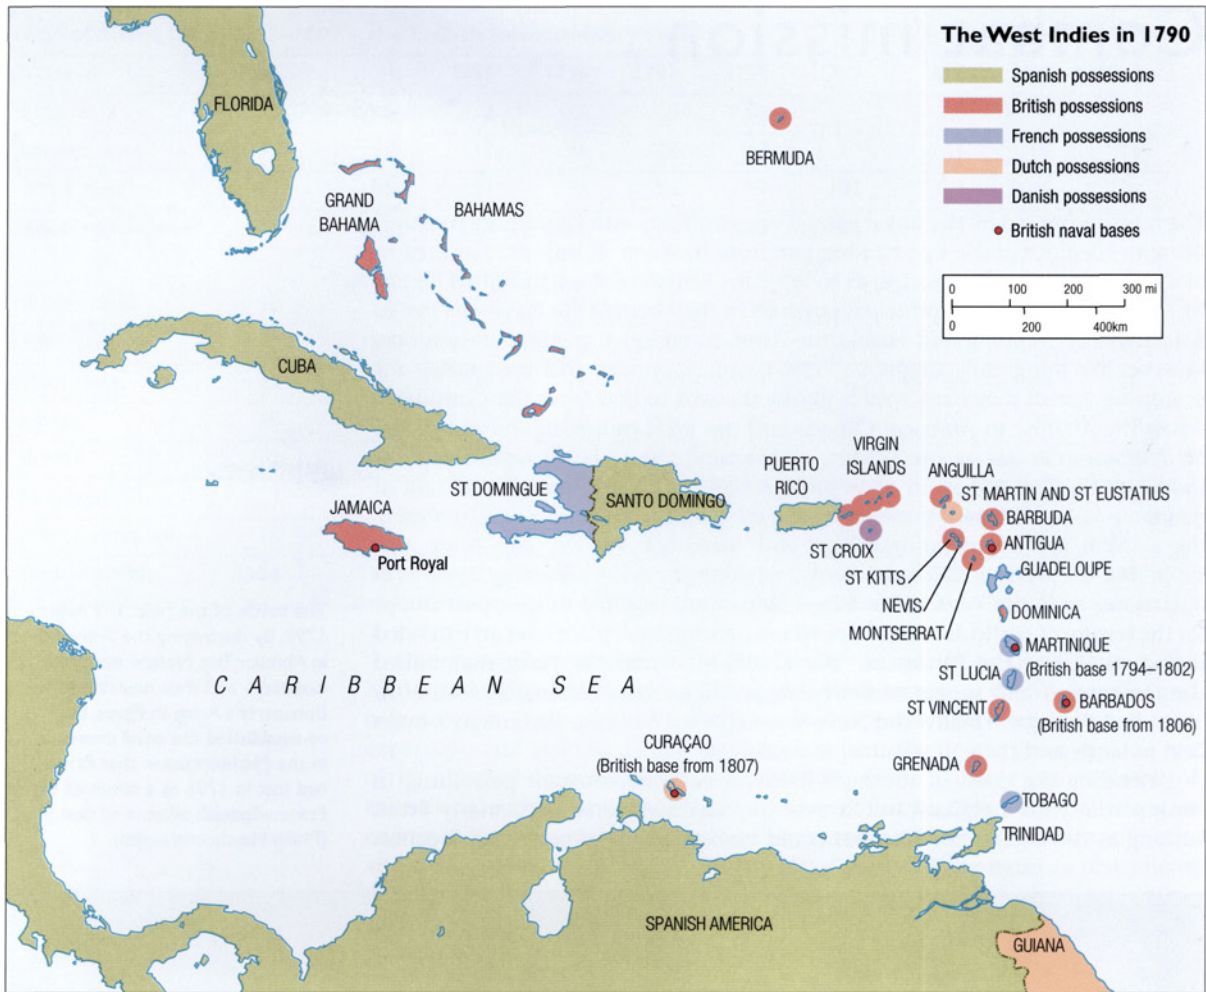 The West Indies in 1790
Spanish possessions
British possessions
French possessions
Dutch possessions
Danish possessions
British naval bases
0 100 200 300 mi
0 200 400km
FLORIDA
BERMUDA
GRAND
BAHAMA
BAHAMAS
CUBA
JAMAICA
Port Royal
ST DOMINGUE
SANTO DOMINGO
PUERTO
RICO
VIRGIN
ISLANDS
ST CROIX
ANGUILLA
ST MARTIN AND ST EUSTATIUS
BARBUDA
ANTIGUA
ST KITTS
NEVIS
MONTSERRAT
GUADELOUPE
DOMINICA
MARTINIQUE
(British base 1794–1802)
ST LUCIA
ST VINCENT
BARBADOS
(British base from 1806)
GRENADA
TOBAGO
TRINIDAD
CARIBBEAN SEA
CURAÇAO
(British base from 1807)
SPANISH AMERICA
GUIANA